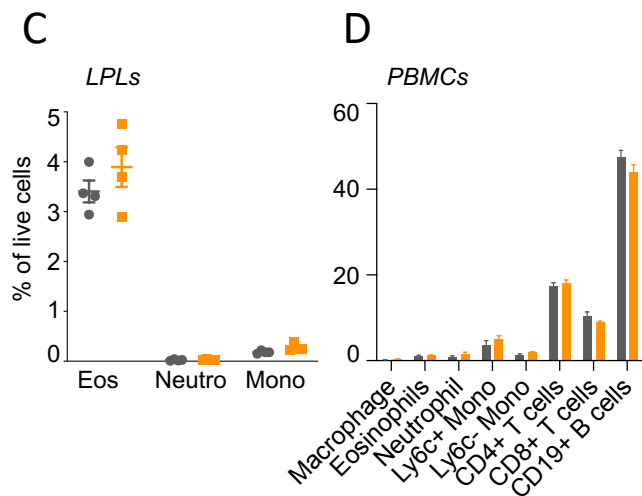 C
LPLs
% of live cells
5
4
3
2
1
0
Eos Neutro Mono
D
PBMCs
60
40
20
0
Macrophage
Eosinophils
Neutrophil
Ly6c+ Mono
Ly6c- Mono
CD4+ T cells
CD8+ T cells
CD19+ B cells